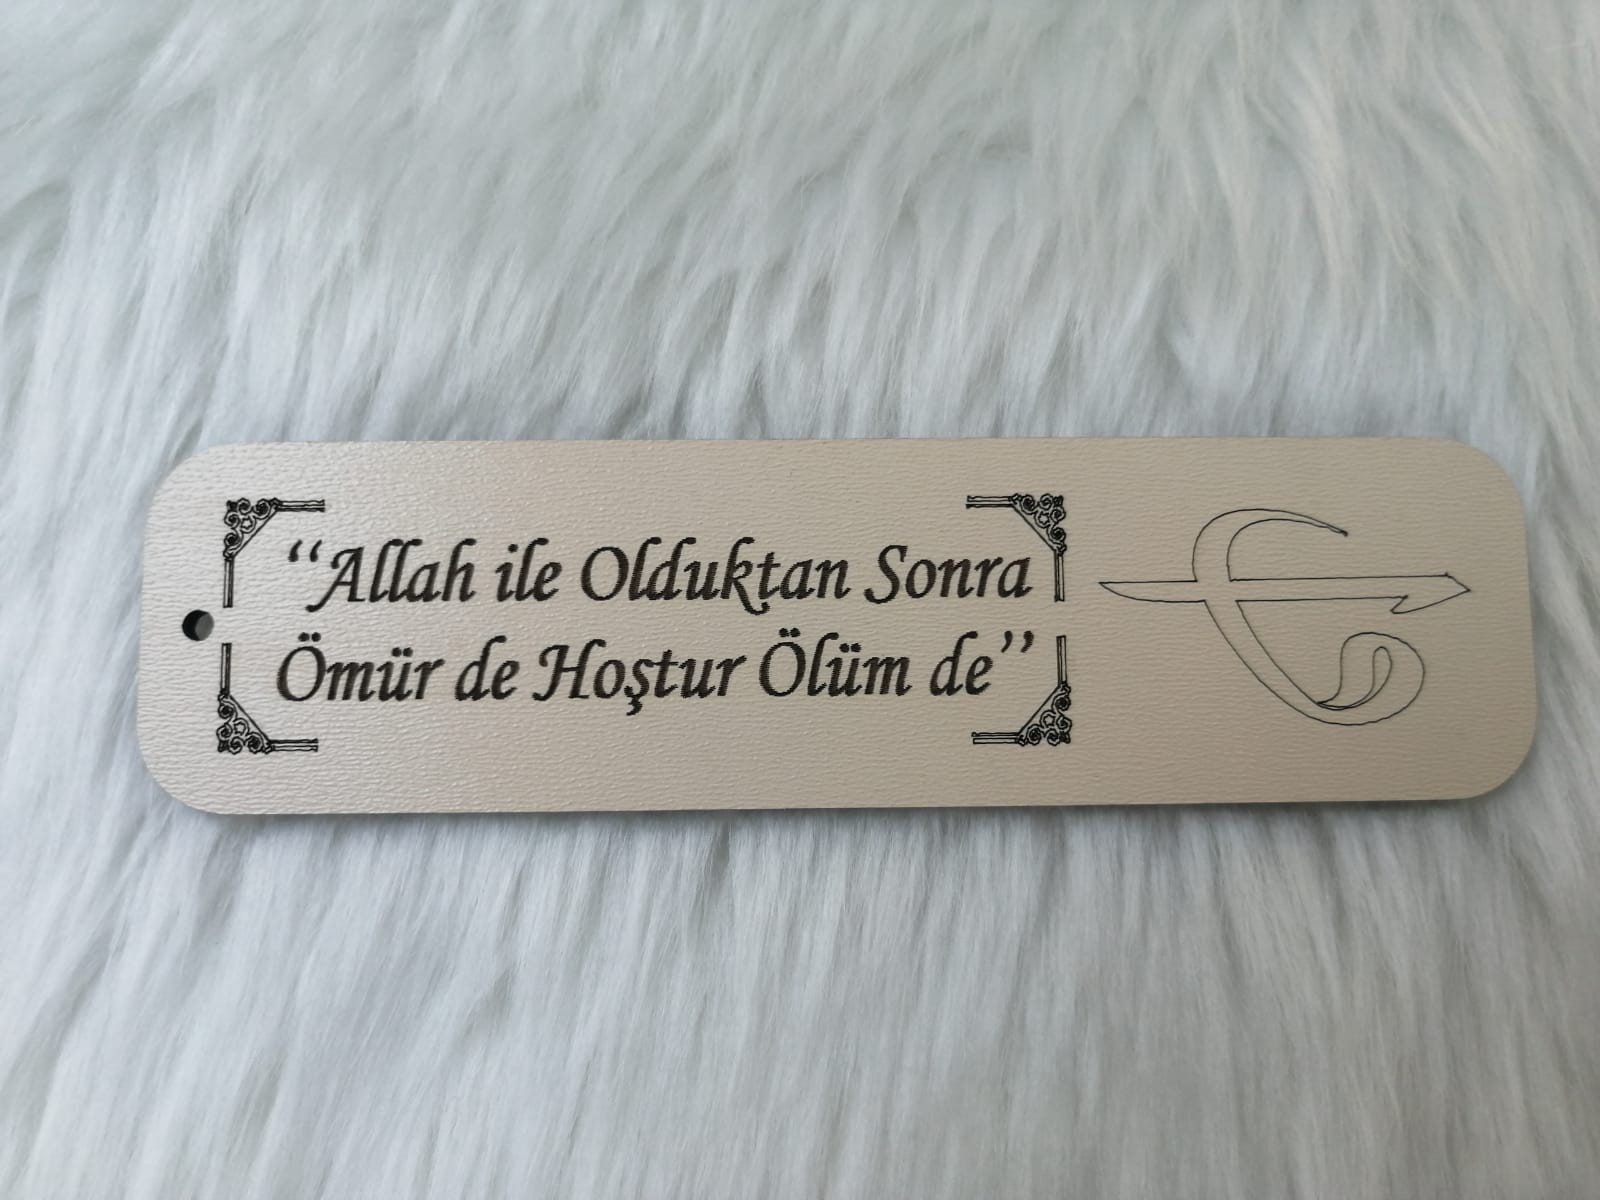 “Allah ile Olduktan Sonra
Ömür de Hoştur Ölüm de”